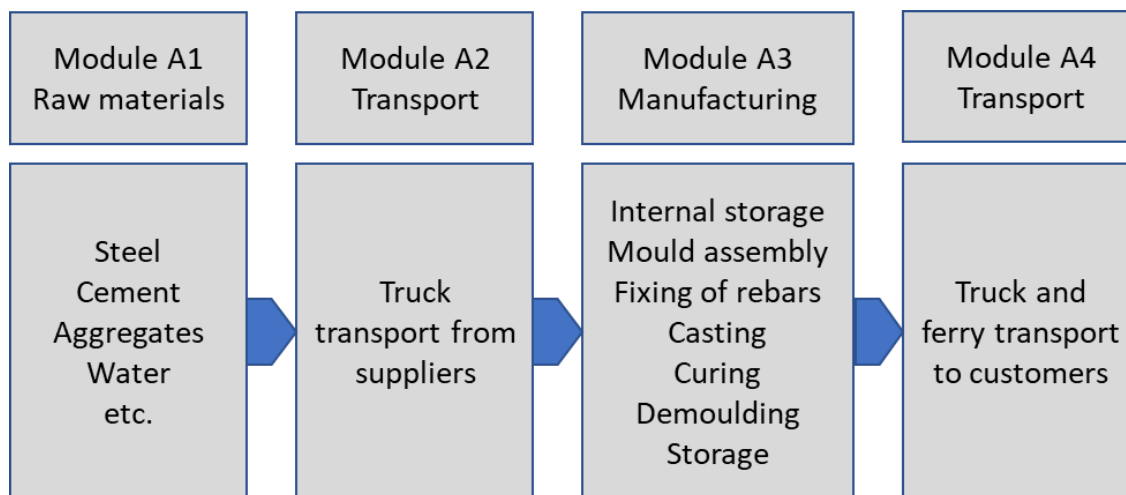 Module A1
Raw materials
Module A2
Transport
Module A3
Manufacturing
Module A4
Transport
Steel
Cement
Aggregates
Water
etc.
Truck
transport from
suppliers
Internal storage
Mould assembly
Fixing of rebars
Casting
Curing
Demoulding
Storage
Truck and
ferry transport
to customers